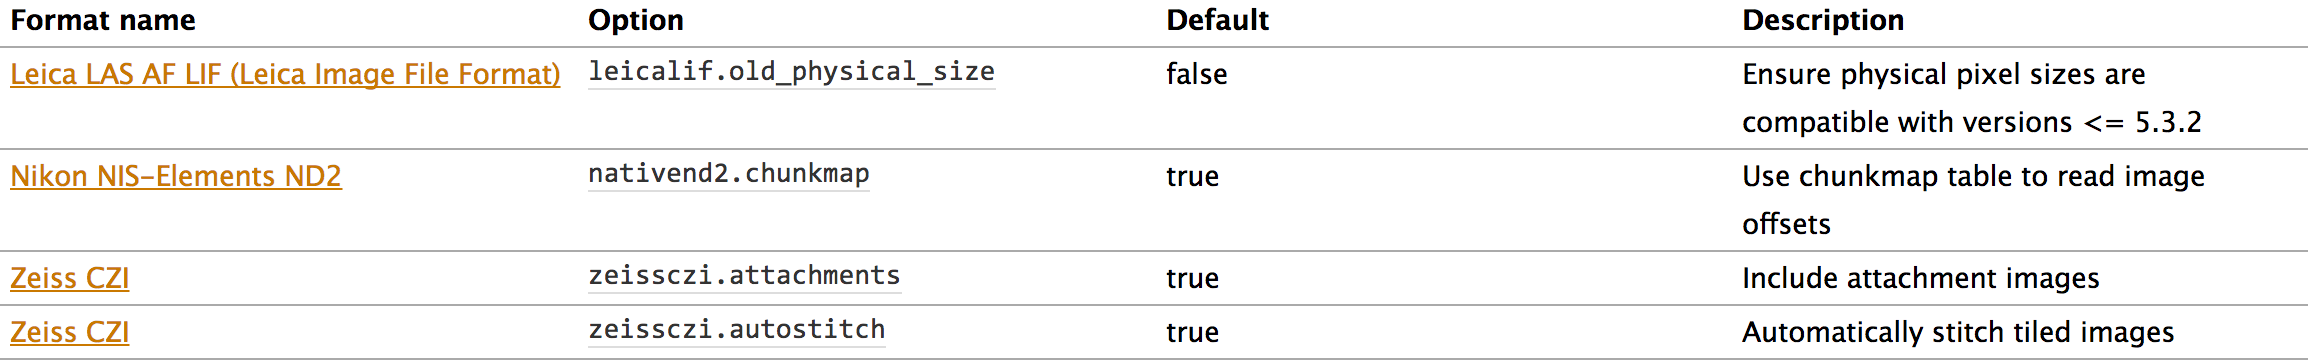 Format name Option Default Description
Leica LAS AF LIF (Leica Image File Format) leicalif.old_physical_size false Ensure physical pixel sizes are
compatible with versions <= 5.3.2
Nikon NIS-Elements ND2 nativend2.chunkmap true Use chunkmap table to read image
offsets
Zeiss CZI zeissczi.attachments true Include attachment images
Zeiss CZI zeissczi.autostitch true Automatically stitch tiled images